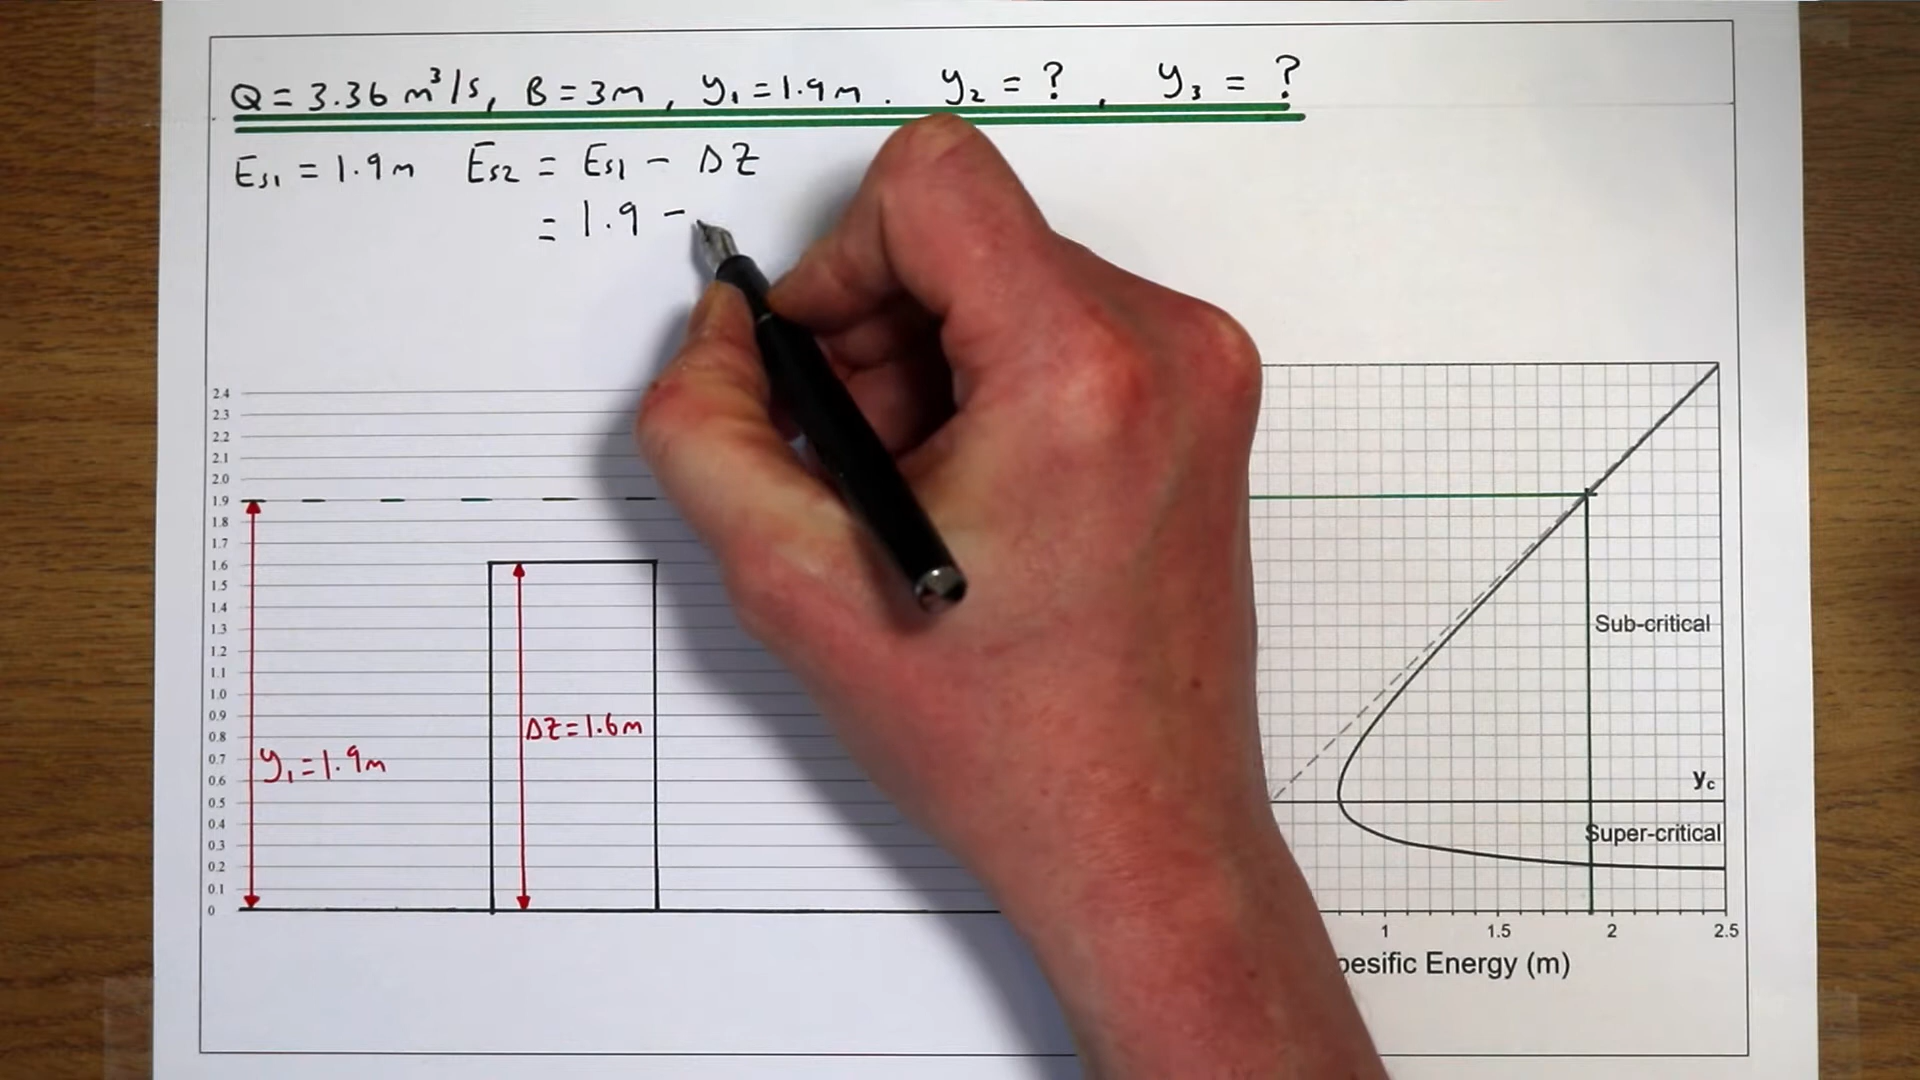 Q = 3.36 m³/s, B = 3m, y₁ = 1.9m. y₂ = ?, y₃ = ?
Es₁ = 1.9m Es2 = Es1 - ΔZ
= 1.9 -
2.4
2.3
2.2
2.1
2.0
1.9
1.8
1.7
1.6
1.5
1.4
1.3
1.2
1.1
1.0
0.9
0.8
0.7
0.6
0.5
0.4
0.3
0.2
0.1
0
ΔZ = 1.6m
y₁ = 1.9m
Sub-critical
yc
Super-critical
1 1.5 2 2.5
Energy (m)